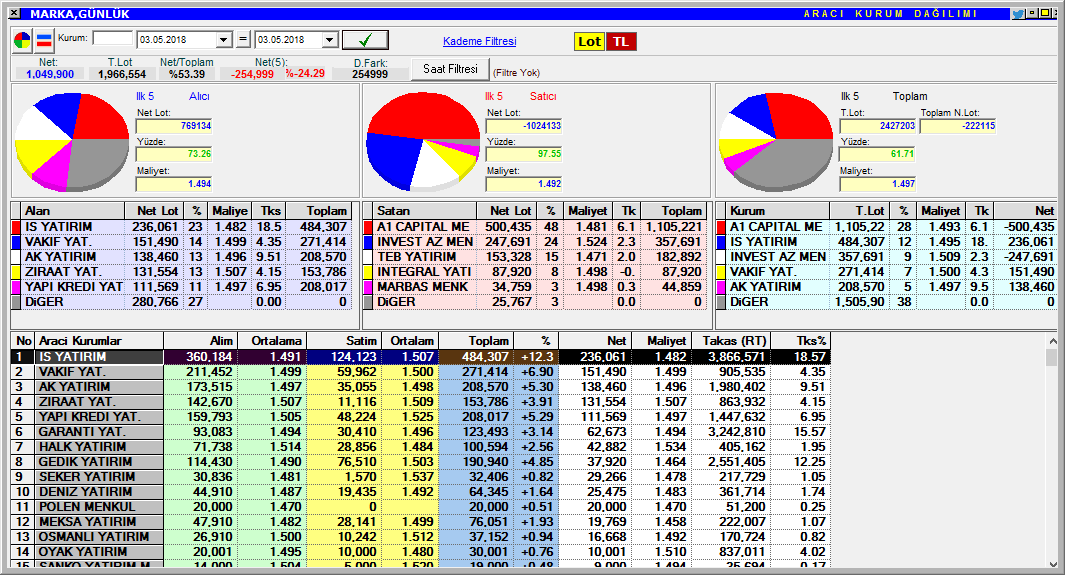 MARKA,GÜNLÜK ARACI KURUM DAĞILIMI
Kurum: 03.05.2018 = 03.05.2018 Kademe Filtresi Lot TL
Net: T.Lot Net/Toplam Net(5): D.Fark: Saat Filtresi (Filtre Yok)
1,049,900 1,966,554 %53.39 -254,999 %-24.29 254999
Ilk 5 Alıcı
Net Lot:
769134
Yüzde:
73.26
Maliyet:
1.494
Ilk 5 Satıcı
Net Lot:
-1024133
Yüzde:
97.55
Maliyet:
1.492
Ilk 5 Toplam
T.Lot: Toplam N.Lot:
2427203 -222115
Yüzde:
61.71
Maliyet:
1.497
Alan Net Lot % Maliye Tks Toplam
IS YATIRIM 236,061 23 1.482 18.5 484,307
VAKIF YAT. 151,490 14 1.499 4.35 271,414
AK YATIRIM 138,460 13 1.496 9.51 208,570
ZIRAAT YAT. 131,554 13 1.507 4.15 153,786
YAPI KREDI YAT 111,569 11 1.497 6.95 208,017
DiGER 280,766 27 0.00 0
Satan Net Lot % Maliyet Tk Toplam
A1 CAPITAL ME 500,435 48 1.481 6.1 1,105,221
INVEST AZ MEN 247,691 24 1.524 2.3 357,691
TEB YATIRIM 153,328 15 1.471 2.0 182,892
INTEGRAL YATI 87,920 8 1.498 -0. 87,920
MARBAS MENK 34,759 3 1.498 0.3 44,859
DiGER 25,767 3 0.0 0
Kurum T.Lot % Maliyet Tk Net
A1 CAPITAL ME 1,105,22 28 1.493 6.1 -500,435
IS YATIRIM 484,307 12 1.495 18. 236,061
INVEST AZ MEN 357,691 9 1.509 2.3 -247,691
VAKIF YAT. 271,414 7 1.500 4.3 151,490
AK YATIRIM 208,570 5 1.497 9.5 138,460
DiGER 1,505,90 38 0.0 0
No Araci Kurumlar Alim Ortalama Satim Ortalam Toplam % Net Maliyet Takas (RT) Tks%
1 IS YATIRIM 360,184 1.491 124,123 1.507 484,307 +12.3 236,061 1.482 3,866,571 18.57
2 VAKIF YAT. 211,452 1.499 59,962 1.500 271,414 +6.90 151,490 1.499 905,535 4.35
3 AK YATIRIM 173,515 1.497 35,055 1.498 208,570 +5.30 138,460 1.496 1,980,402 9.51
4 ZIRAAT YAT. 142,670 1.507 11,116 1.509 153,786 +3.91 131,554 1.507 863,932 4.15
5 YAPI KREDI YAT. 159,793 1.505 48,224 1.525 208,017 +5.29 111,569 1.497 1,447,632 6.95
6 GARANTI YAT. 93,083 1.494 30,410 1.496 123,493 +3.14 62,673 1.494 3,242,810 15.57
7 HALK YATIRIM 71,738 1.514 28,856 1.484 100,594 +2.56 42,882 1.534 405,162 1.95
8 GEDIK YATIRIM 114,430 1.490 76,510 1.503 190,940 +4.85 37,920 1.464 2,551,405 12.25
9 SEKER YATIRIM 30,836 1.481 1,570 1.537 32,406 +0.82 29,266 1.478 217,729 1.05
10 DENIZ YATIRIM 44,910 1.487 19,435 1.492 64,345 +1.64 25,475 1.483 361,714 1.74
11 POLEN MENKUL 20,000 1.470 0 20,000 +0.51 20,000 1.470 51,200 0.25
12 MEKSA YATIRIM 47,910 1.482 28,141 1.499 76,051 +1.93 19,769 1.458 222,007 1.07
13 OSMANLI YATIRIM 26,910 1.500 10,242 1.512 37,152 +0.94 16,668 1.492 170,724 0.82
14 OYAK YATIRIM 20,001 1.495 10,000 1.480 30,001 +0.76 10,001 1.510 837,011 4.02
15 SANKO YATIRIM M 14,000 1.504 5,000 1.520 19,000 +0.48 9,000 1.494 35,694 0.17